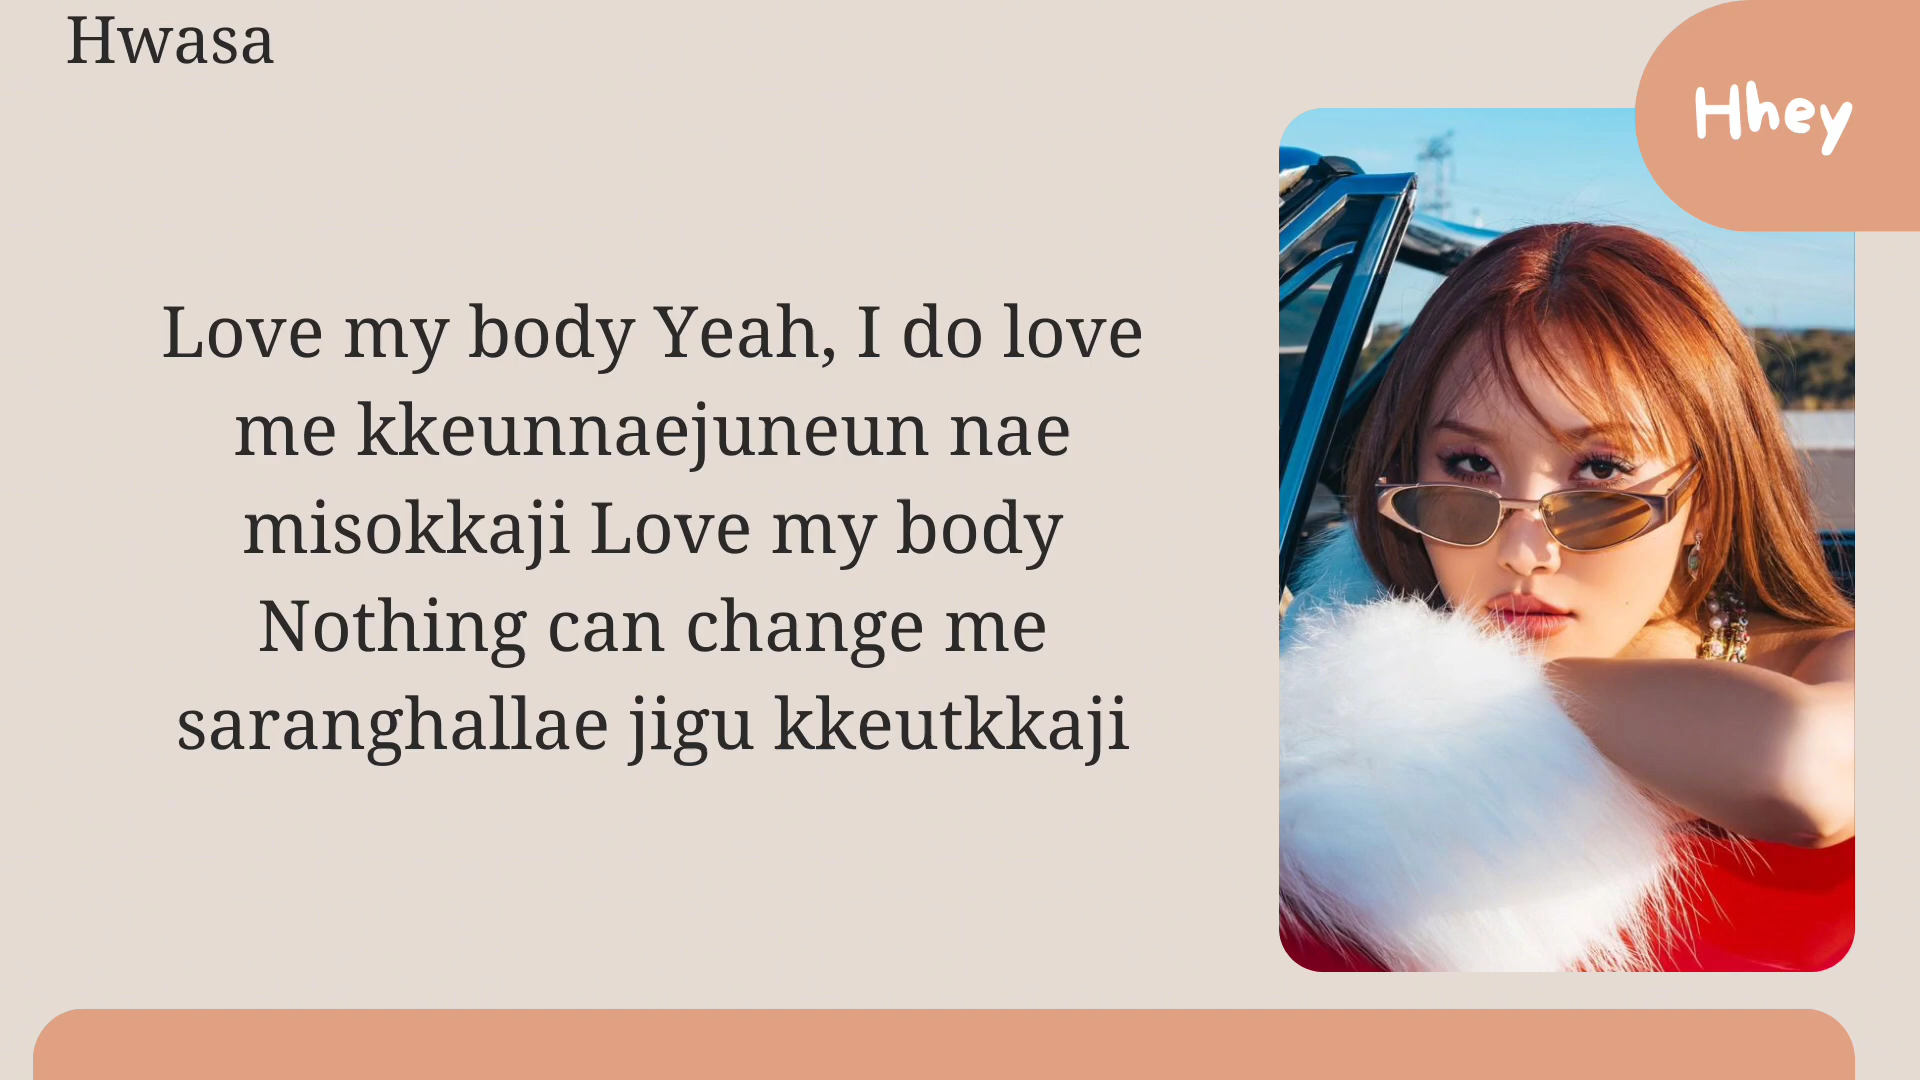 Hwasa
Hhey
Love my body Yeah, I do love
me kkeunnaejuneun nae
misokkaji Love my body
Nothing can change me
saranghallae jigu kkeutkkaji